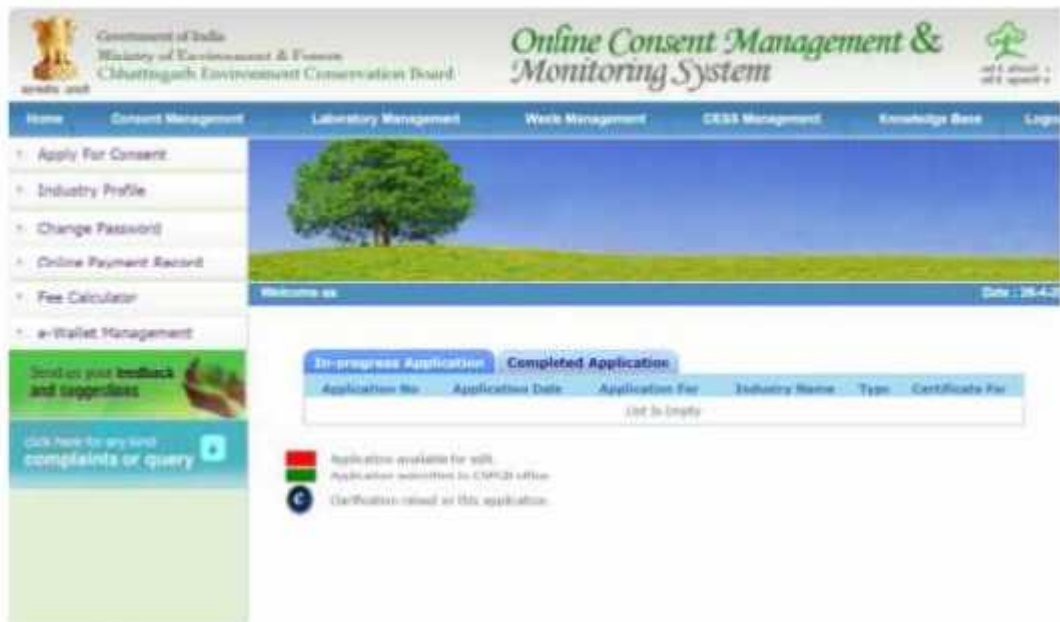 Government of India
Ministry of Environment & Forests
Chhattisgarh Environment Conservation Board
Online Consent Management &
Monitoring System
Home Consent Management Laboratory Management Waste Management CESS Management Knowledge Base
Apply For Consent
Industry Profile
Change Password
Online Payment Record
Fee Calculator
e-Wallet Management
Send us your feedback
and suggestions
click here for any kind
complaints or query
Welcome as
Date :
In-progress Application Completed Application
Application No Application Date Application For Industry Name Type Certificate For
List Is Empty
Application available for edit.
Application submitted to office
C Clarification raised on this application.